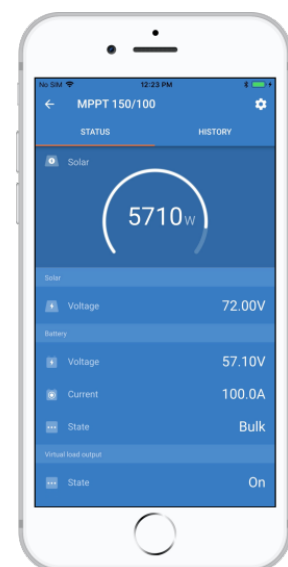 No SIM 12:23 PM
MPPT 150/100
STATUS HISTORY
Solar
5710W
Solar
Voltage 72.00V
Battery
Voltage 57.10V
Current 100.0A
State Bulk
Virtual load output
State On